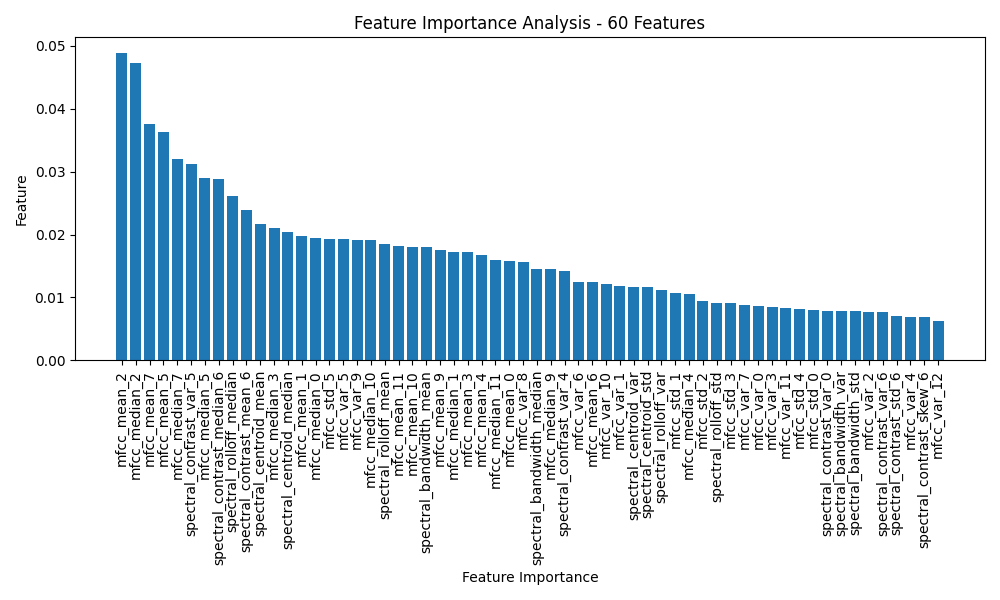 Feature Importance Analysis - 60 Features
0.05
0.04
0.03
0.02
0.01
0.00
Feature
mfcc_mean_2
mfcc_median_2
mfcc_mean_7
mfcc_mean_5
mfcc_median_7
spectral_contrast_var_5
mfcc_median_5
spectral_contrast_median_6
spectral_rolloff_median
spectral_contrast_mean_6
spectral_centroid_mean
mfcc_median_3
spectral_centroid_median
mfcc_mean_1
mfcc_median_0
mfcc_std_5
mfcc_var_5
mfcc_var_9
mfcc_median_10
spectral_rolloff_mean
mfcc_mean_11
mfcc_mean_10
spectral_bandwidth_mean
mfcc_mean_9
mfcc_median_1
mfcc_mean_3
mfcc_mean_4
mfcc_median_11
mfcc_mean_0
mfcc_var_8
spectral_bandwidth_median
mfcc_median_9
spectral_contrast_var_4
mfcc_var_6
mfcc_mean_6
mfcc_var_10
mfcc_var_1
spectral_centroid_var
spectral_centroid_std
spectral_rolloff_var
mfcc_std_1
mfcc_median_4
mfcc_std_2
spectral_rolloff_std
mfcc_std_3
mfcc_var_7
mfcc_var_0
mfcc_var_3
mfcc_var_11
mfcc_std_4
mfcc_std_0
spectral_contrast_var_0
spectral_bandwidth_var
spectral_bandwidth_std
mfcc_var_2
spectral_contrast_var_6
spectral_contrast_std_6
mfcc_var_4
spectral_contrast_skew_6
mfcc_var_12
Feature Importance